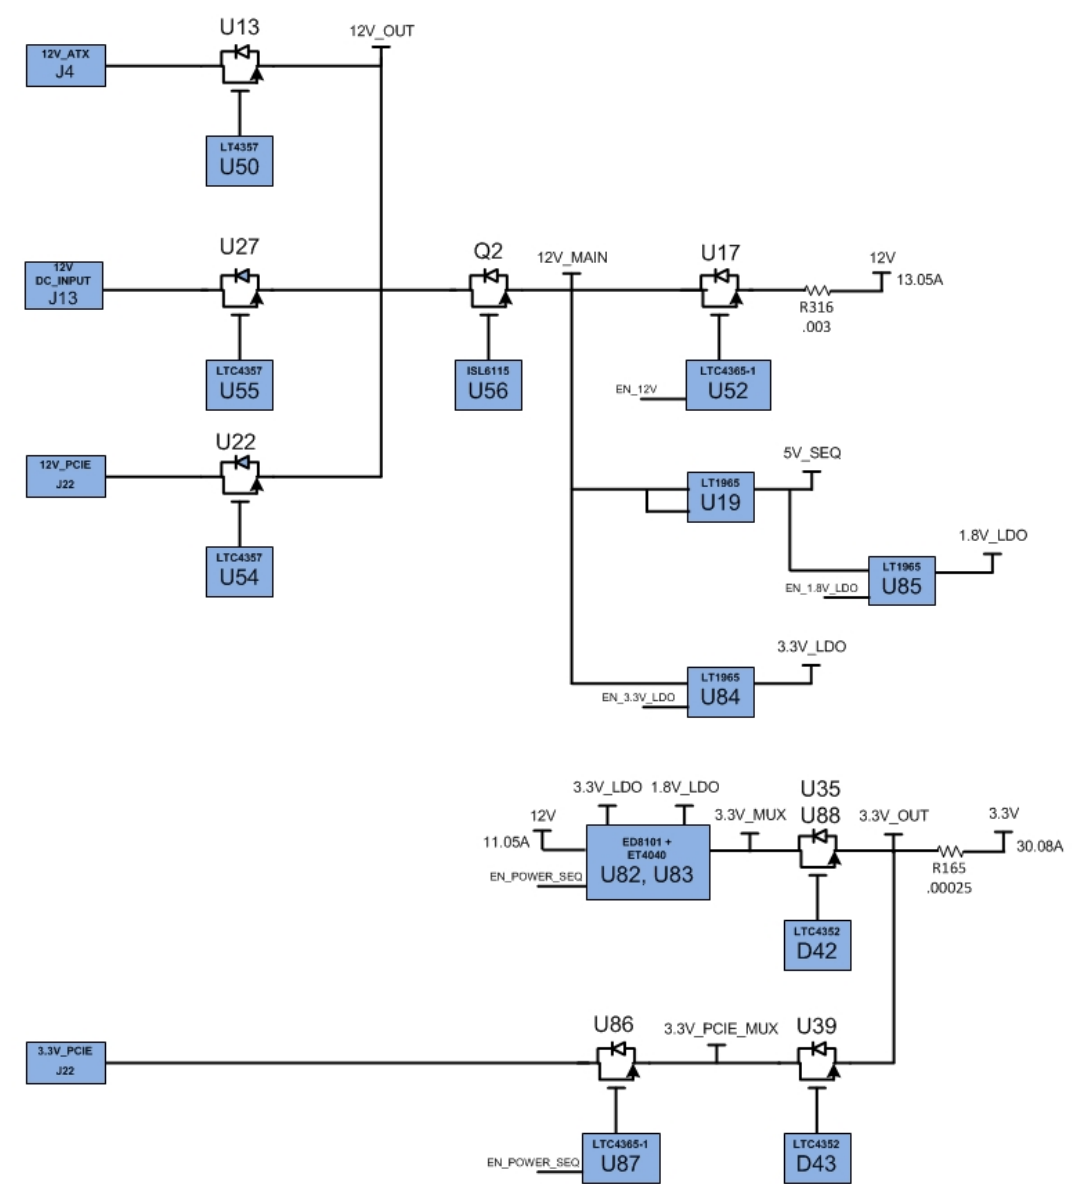 U13
12V_OUT
12V_ATX
J4
LT4357
U50
U27
Q2
12V_MAIN
U17
12V
13.05A
12V
DC_INPUT
J13
R316
.003
LTC4357
U55
ISL6115
U56
LTC4365-1
U52
EN_12V
U22
12V_PCIE
J22
5V_SEQ
LT1965
U19
LTC4357
U54
1.8V_LDO
LT1965
U85
EN_1.8V_LDO
3.3V_LDO
LT1965
U84
EN_3.3V_LDO
3.3V_LDO
1.8V_LDO
U35
U88
12V
11.05A
3.3V_MUX
3.3V_OUT
3.3V
30.08A
ED8101 +
ET4040
U82, U83
EN_POWER_SEQ
R165
.00025
LTC4352
D42
U86
3.3V_PCIE_MUX
U39
3.3V_PCIE
J22
LTC4365-1
U87
EN_POWER_SEQ
LTC4352
D43